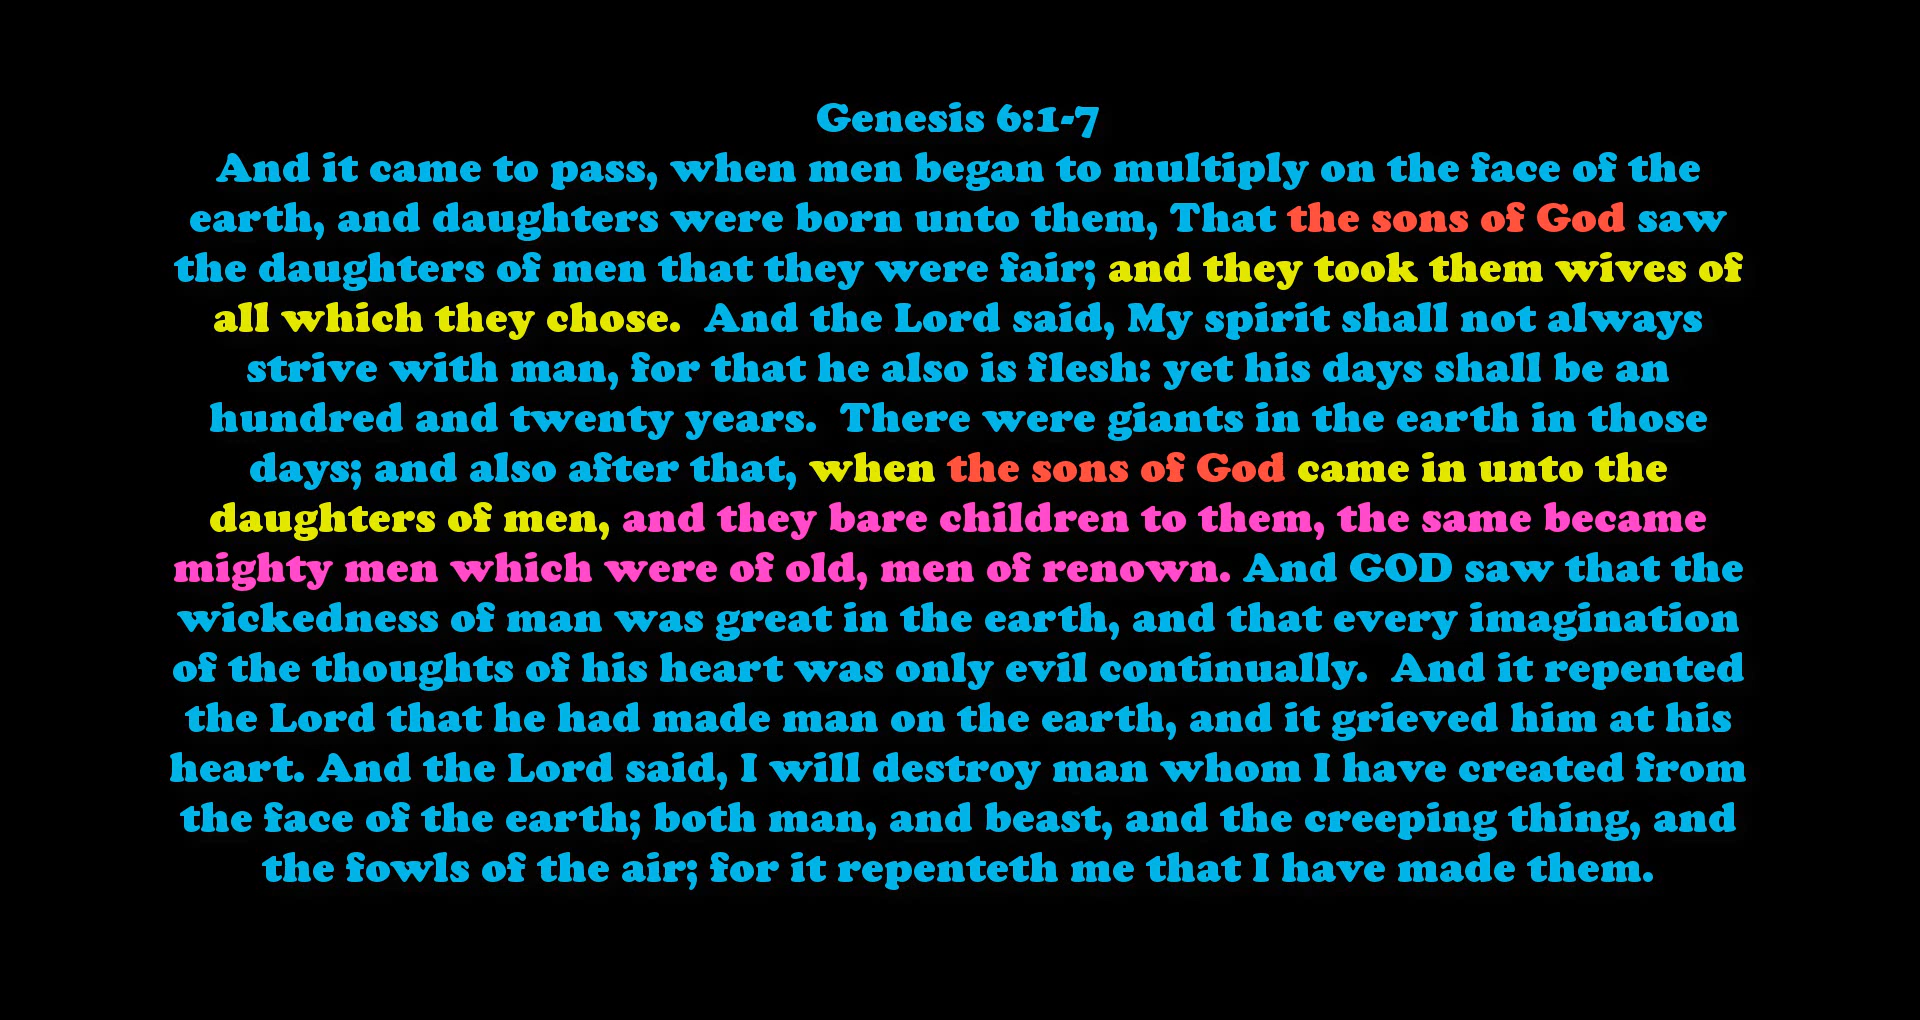 Genesis 6:1-7
And it came to pass, when men began to multiply on the face of the
earth, and daughters were born unto them, That the sons of God saw
the daughters of men that they were fair; and they took them wives of
all which they chose.  And the Lord said, My spirit shall not always
strive with man, for that he also is flesh: yet his days shall be an
hundred and twenty years.  There were giants in the earth in those
days; and also after that, when the sons of God came in unto the
daughters of men, and they bare children to them, the same became
mighty men which were of old, men of renown. And GOD saw that the
wickedness of man was great in the earth, and that every imagination
of the thoughts of his heart was only evil continually.  And it repented
the Lord that he had made man on the earth, and it grieved him at his
heart. And the Lord said, I will destroy man whom I have created from
the face of the earth; both man, and beast, and the creeping thing, and
the fowls of the air; for it repenteth me that I have made them.